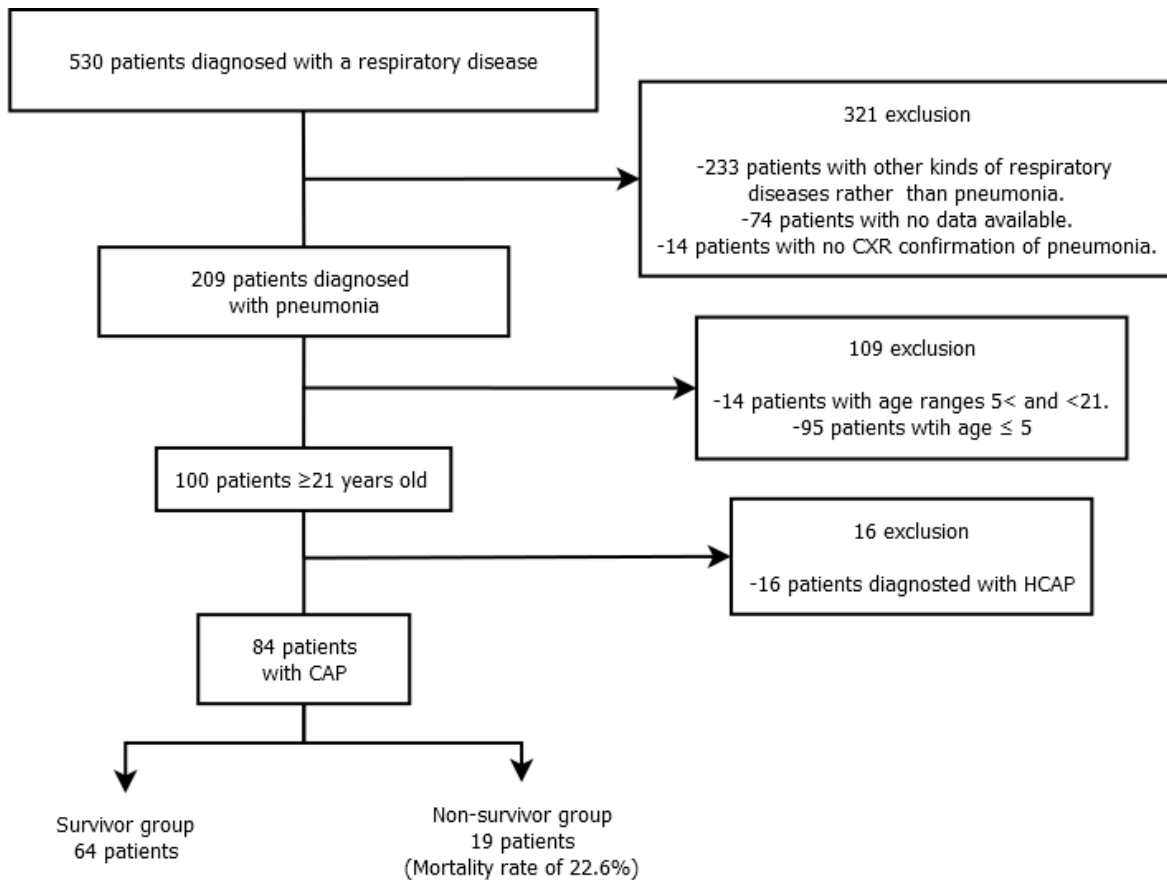 530 patients diagnosed with a respiratory disease
321 exclusion
-233 patients with other kinds of respiratory
diseases rather than pneumonia.
-74 patients with no data available.
-14 patients with no CXR confirmation of pneumonia.
209 patients diagnosed
with pneumonia
109 exclusion
-14 patients with age ranges 5< and <21.
-95 patients wtih age ≤ 5
100 patients ≥21 years old
16 exclusion
-16 patients diagnosted with HCAP
84 patients
with CAP
Survivor group
64 patients
Non-survivor group
19 patients
(Mortality rate of 22.6%)